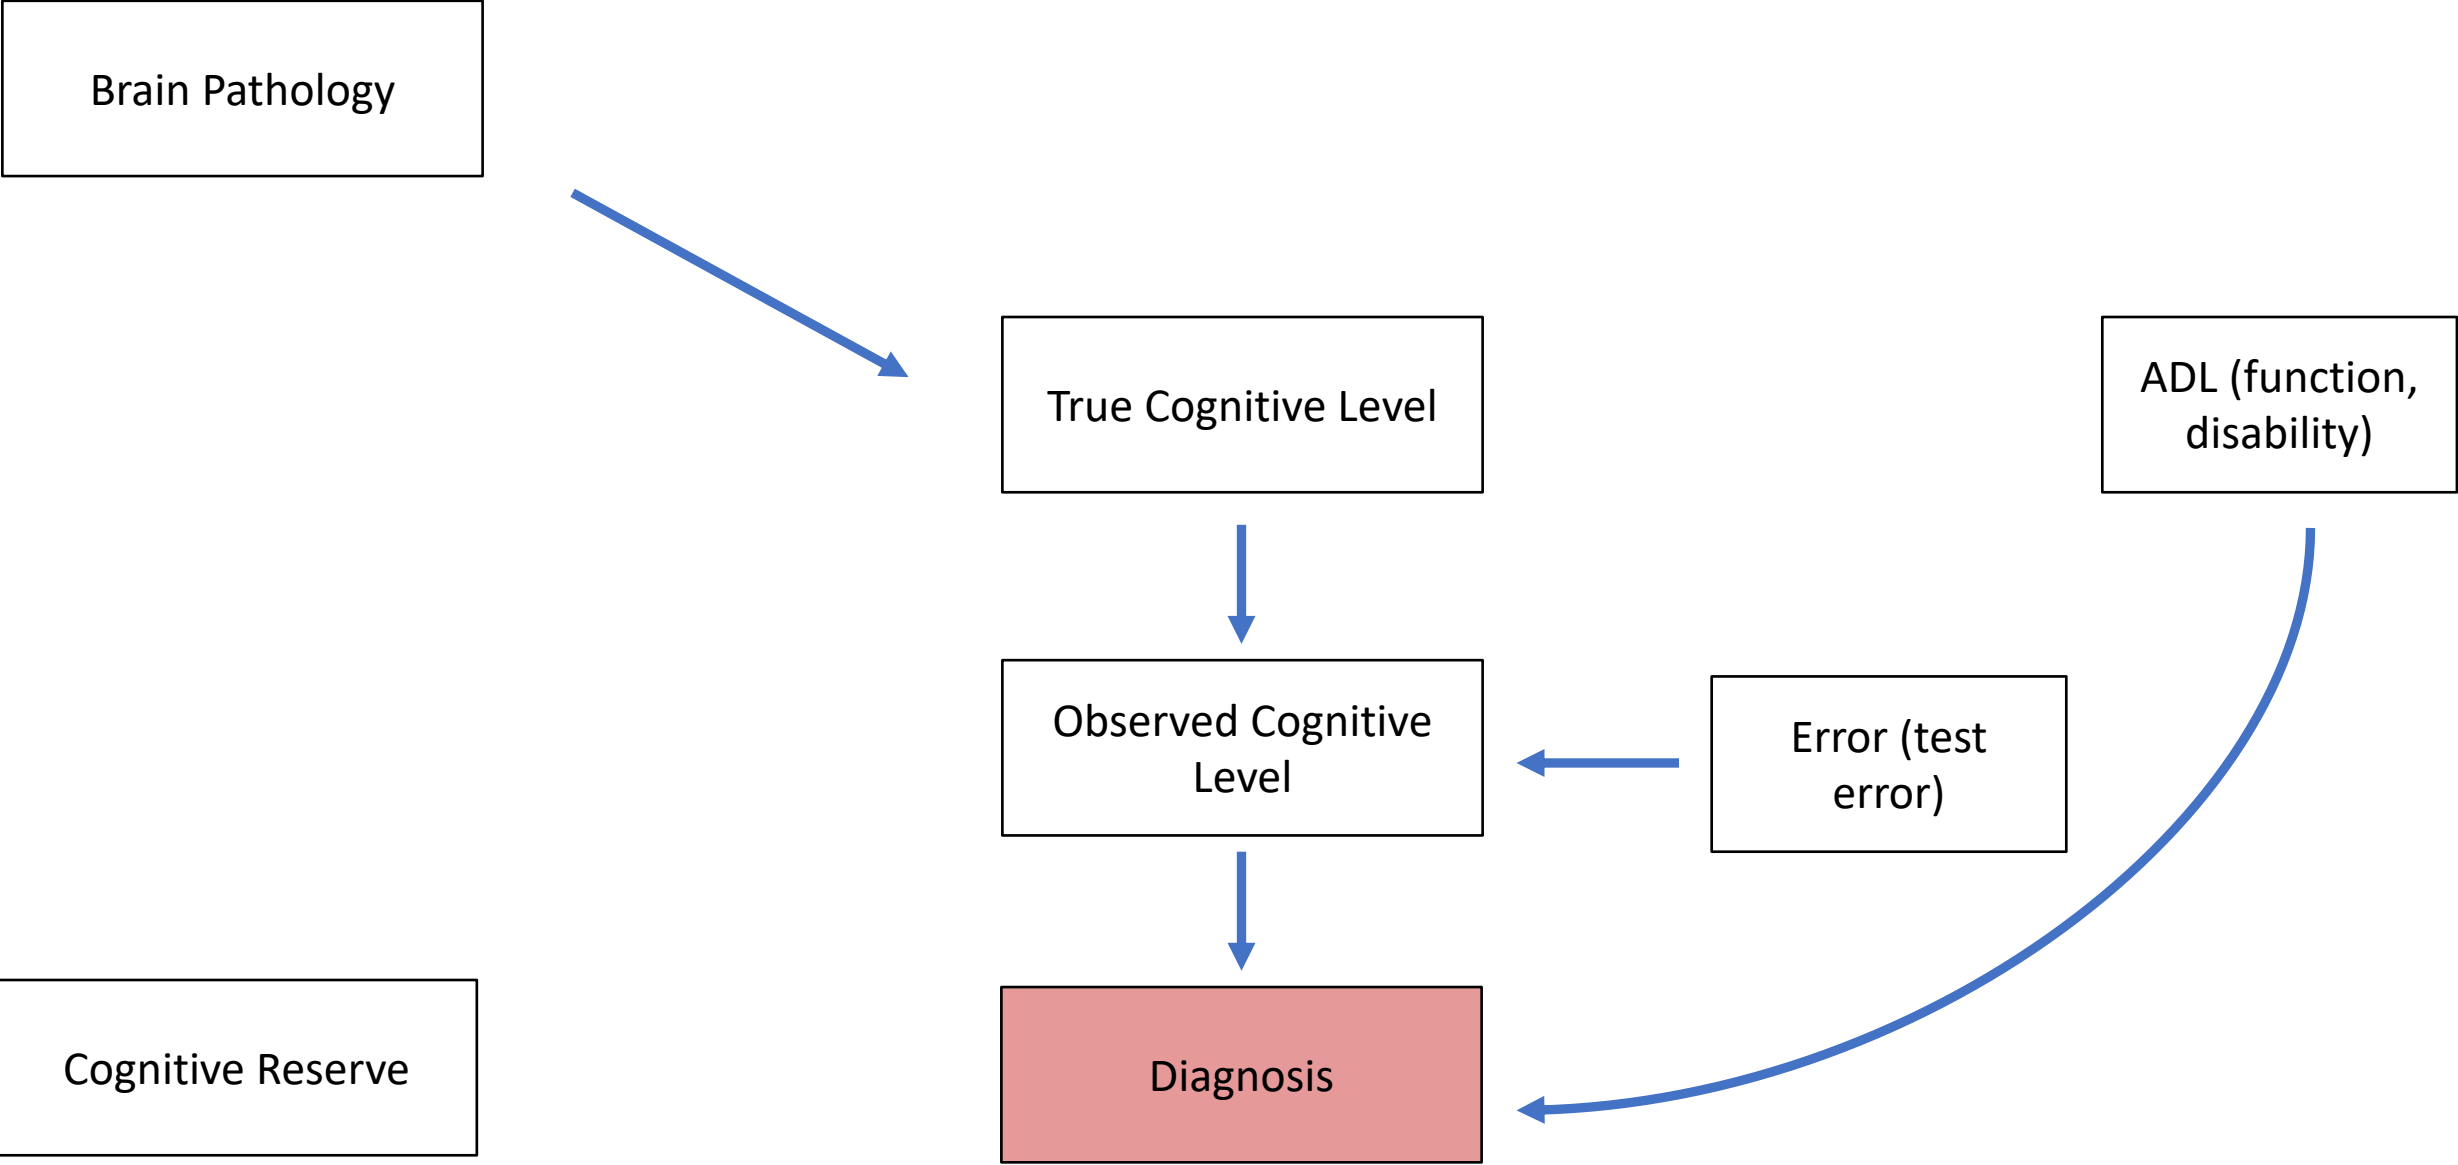 Brain Pathology
True Cognitive Level
ADL (function,
disability)
Observed Cognitive
Level
Error (test
error)
Cognitive Reserve
Diagnosis